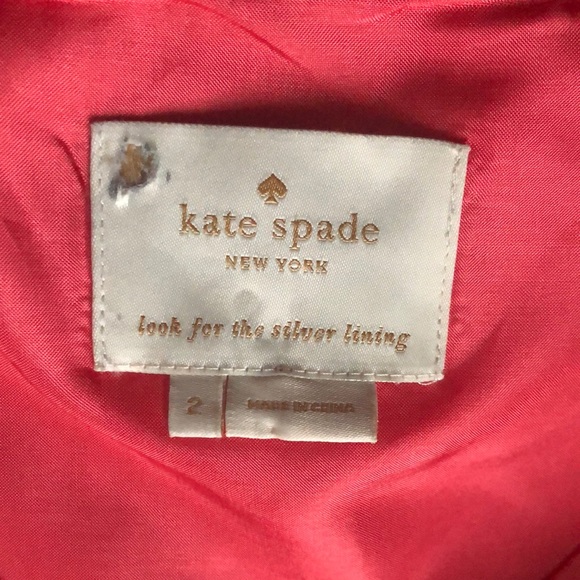 kate spade
NEW YORK
look for the silver lining
2
MADE IN CHINA